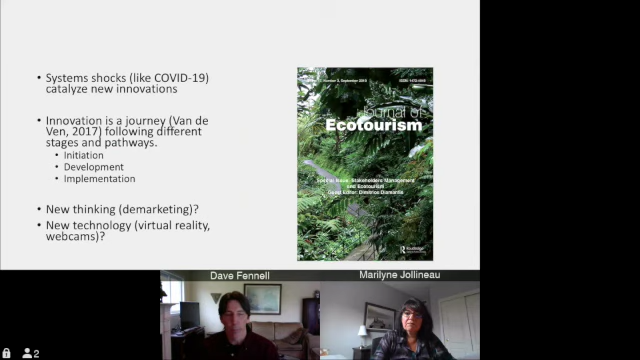 • Systems shocks (like COVID-19)
catalyze new innovations
• Innovation is a journey (Van de
Ven, 2017) following different
stages and pathways.
• Initiation
• Development
• Implementation
• New thinking (demarketing)?
• New technology (virtual reality,
webcams)?
Journal of
Ecotourism
Special Issue: Stakeholders Management
and Ecotourism
Guest Editor: Dimitrios Diamantis
Routledge
Dave Fennell
Marilyne Jollineau
2